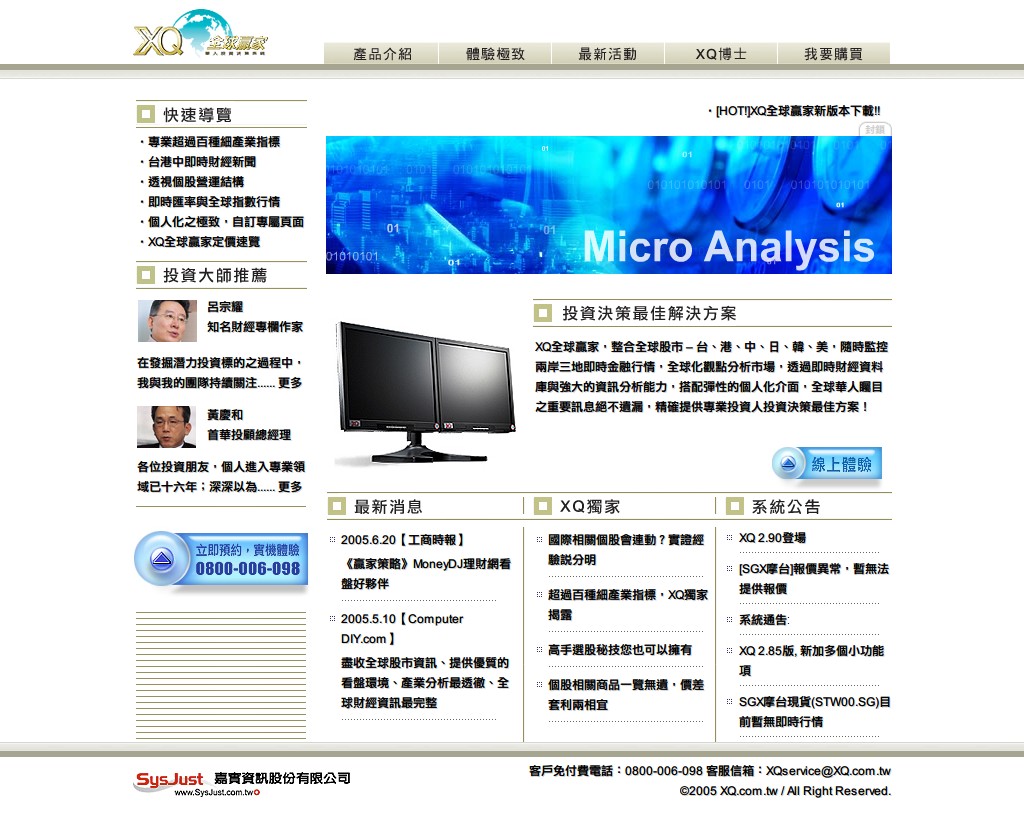 XQ 全球贏家
華人投資決策系統
產品介紹 體驗極致 最新活動 XQ博士 我要購買
‧[HOT!]XQ全球贏家新版本下載!!
封鎖
快速導覽
‧專業超過百種細產業指標
‧台港中即時財經新聞
‧透視個股營運結構
‧即時匯率與全球指數行情
‧個人化之極致，自訂專屬頁面
‧XQ全球贏家定價速覽
投資大師推薦
呂宗耀
知名財經專欄作家
在發掘潛力投資標的之過程中，
我與我的團隊持續關注...... 更多
黃慶和
首華投顧總經理
各位投資朋友，個人進入專業領
域已十六年；深深以為...... 更多
立即預約，實機體驗
0800-006-098
Micro Analysis
投資決策最佳解決方案
XQ全球贏家，整合全球股市 – 台、港、中、日、韓、美，隨時監控
兩岸三地即時金融行情，全球化觀點分析市場，透過即時財經資料
庫與強大的資訊分析能力，搭配彈性的個人化介面，全球華人矚目
之重要訊息絕不遺漏，精確提供專業投資人投資決策最佳方案！
線上體驗
最新消息
2005.6.20【工商時報】
《贏家策略》MoneyDJ理財網看
盤好夥伴
2005.5.10【Computer
DIY.com】
盡收全球股市資訊、提供優質的
看盤環境、產業分析最透徹、全
球財經資訊最完整
XQ獨家
國際相關個股會連動？實證經
驗說分明
超過百種細產業指標，XQ獨家
揭露
高手選股秘技您也可以擁有
個股相關商品一覽無遺，價差
套利兩相宜
系統公告
XQ 2.90登場
[SGX摩台]報價異常，暫無法
提供報價
系統通告:
XQ 2.85版, 新加多個小功能
項
SGX摩台現貨(STW00.SG)目
前暫無即時行情
SysJust 嘉實資訊股份有限公司
www.SysJust.com.tw
客戶免付費電話：0800-006-098 客服信箱：XQservice@XQ.com.tw
©2005 XQ.com.tw / All Right Reserved.